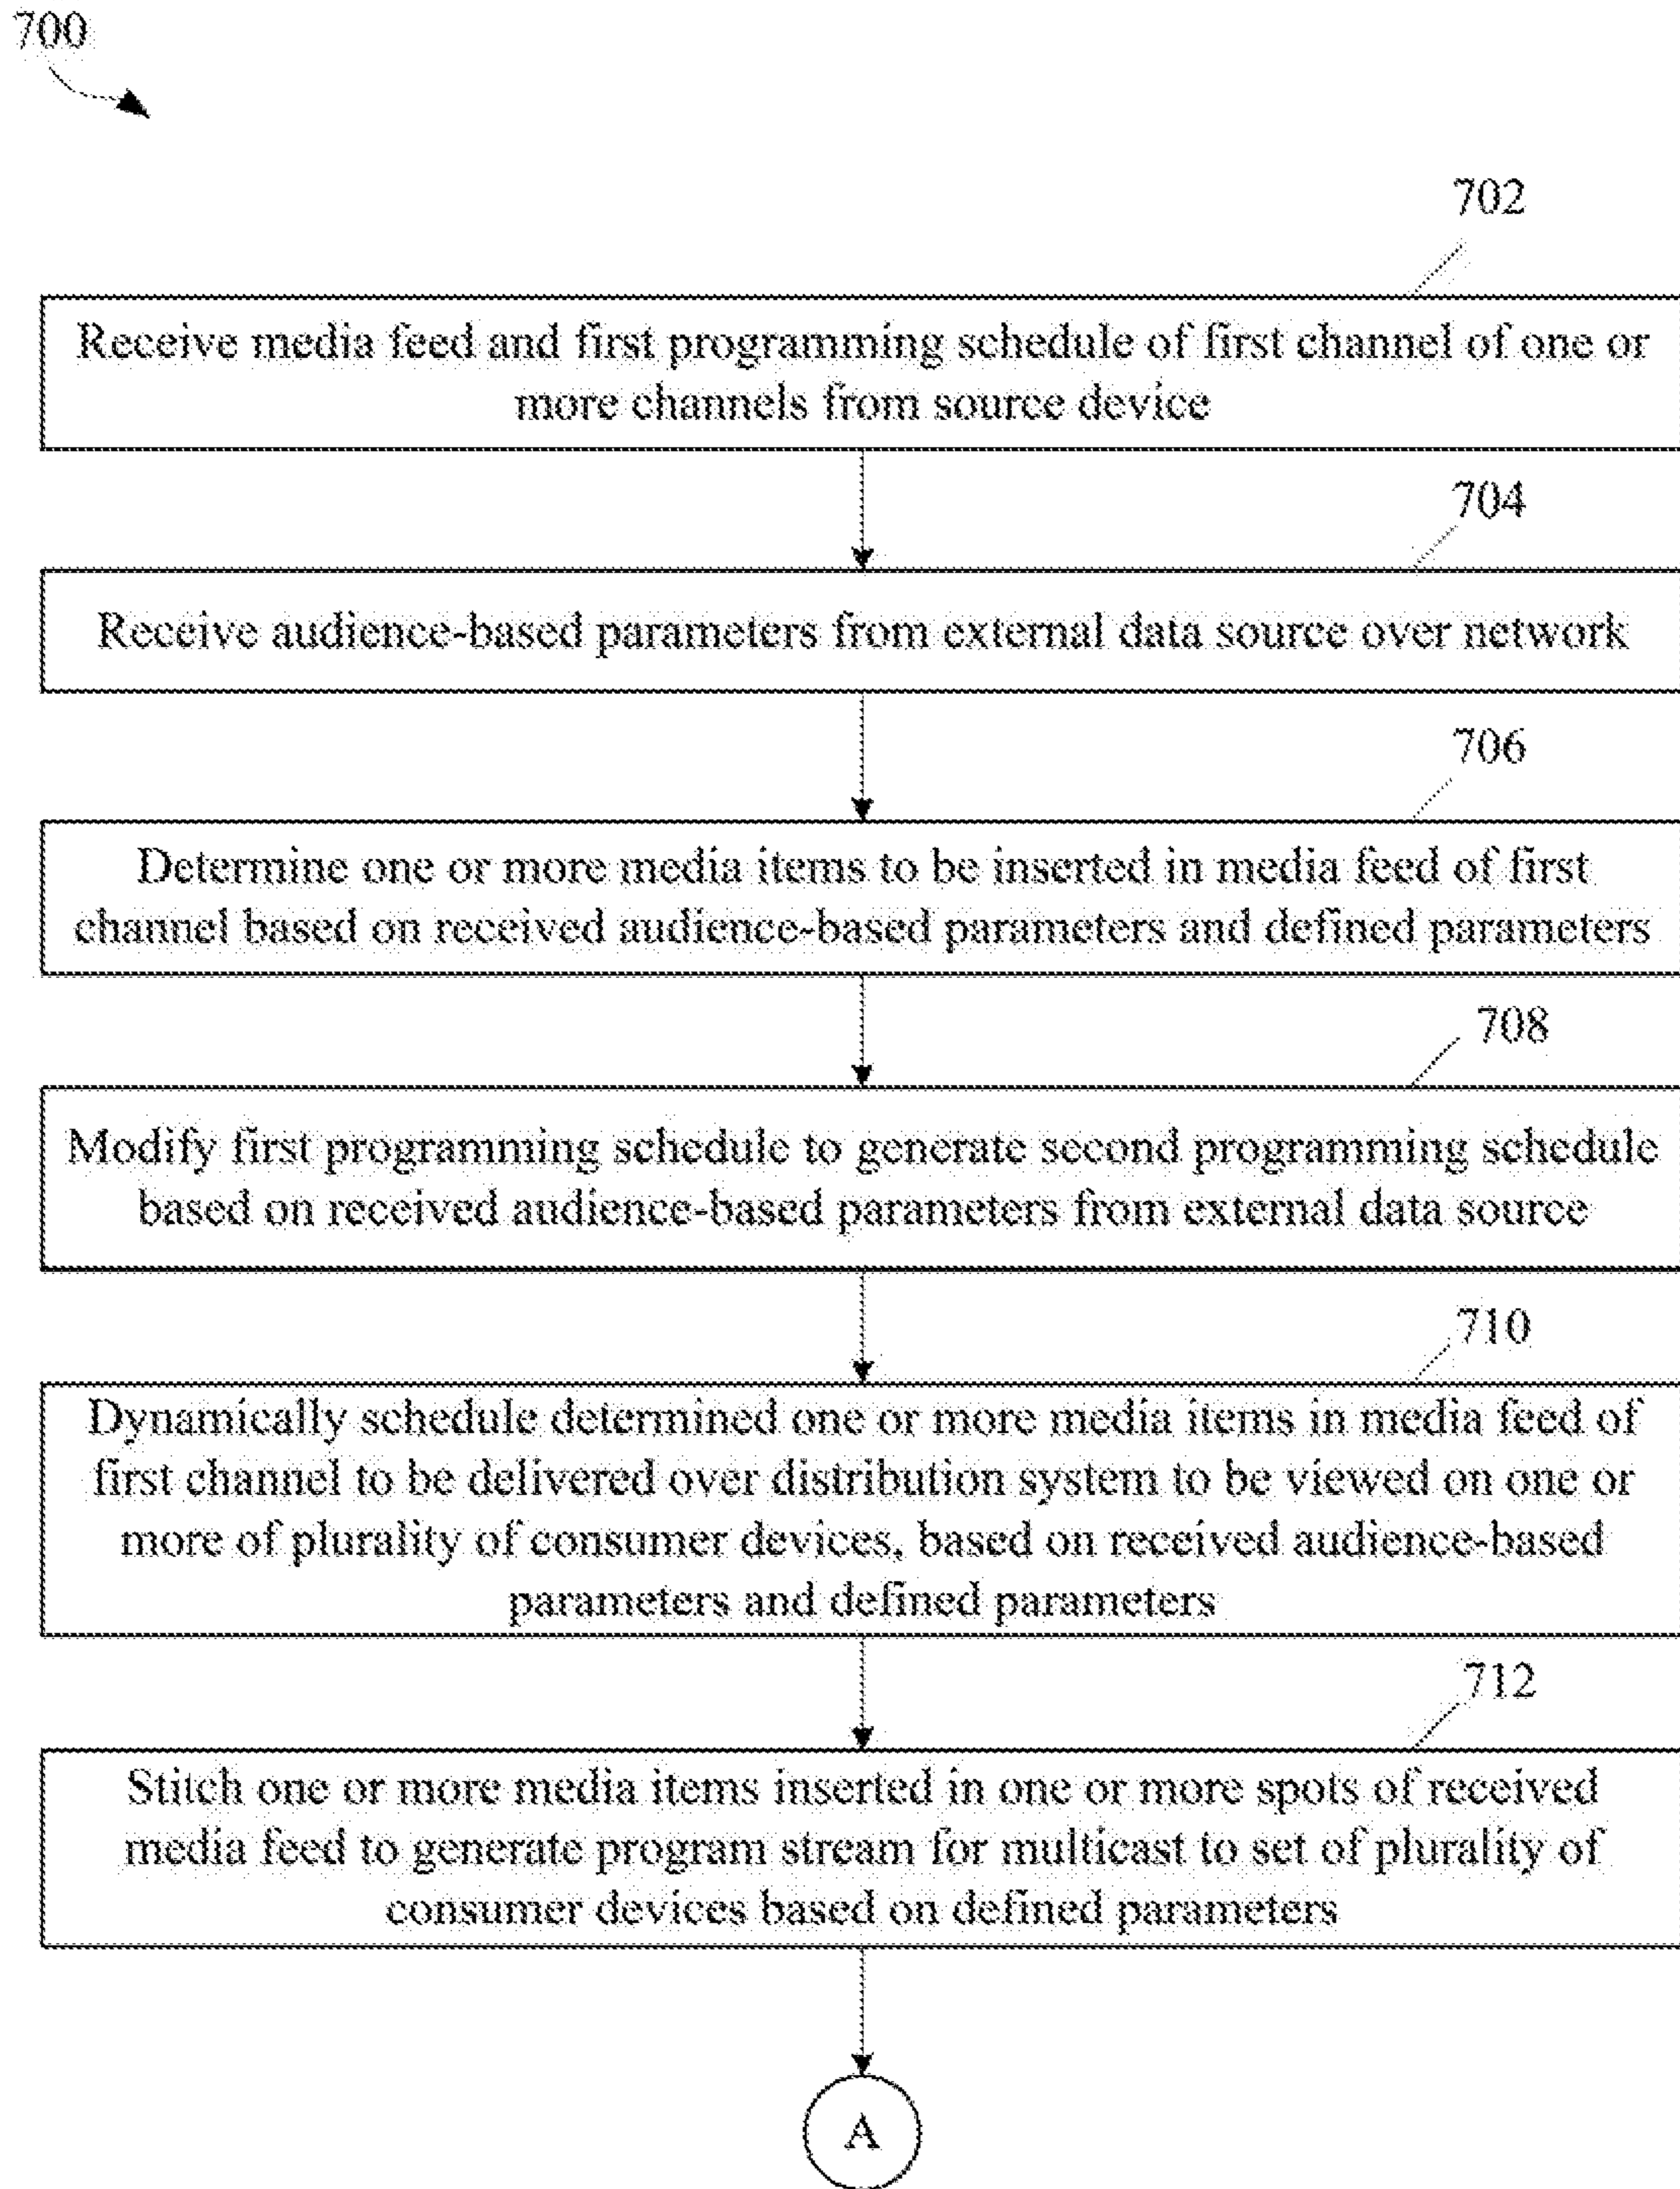 700
702
Receive media feed and first programming schedule of first channel of one or
more channels from source device
704
Receive audience-based parameters from external data source over network
706
Determine one or more media items to be inserted in media feed of first
channel based on received audience-based parameters and defined parameters
708
Modify first programming schedule to generate second programming schedule
based on received audience-based parameters from external data source
710
Dynamically schedule determined one or more media items in media feed of
first channel to be delivered over distribution system to be viewed on one or
more of plurality of consumer devices, based on received audience-based
parameters and defined parameters
712
Stitch one or more media items inserted in one or more spots of received
media feed to generate program stream for multicast to set of plurality of
consumer devices based on defined parameters
A